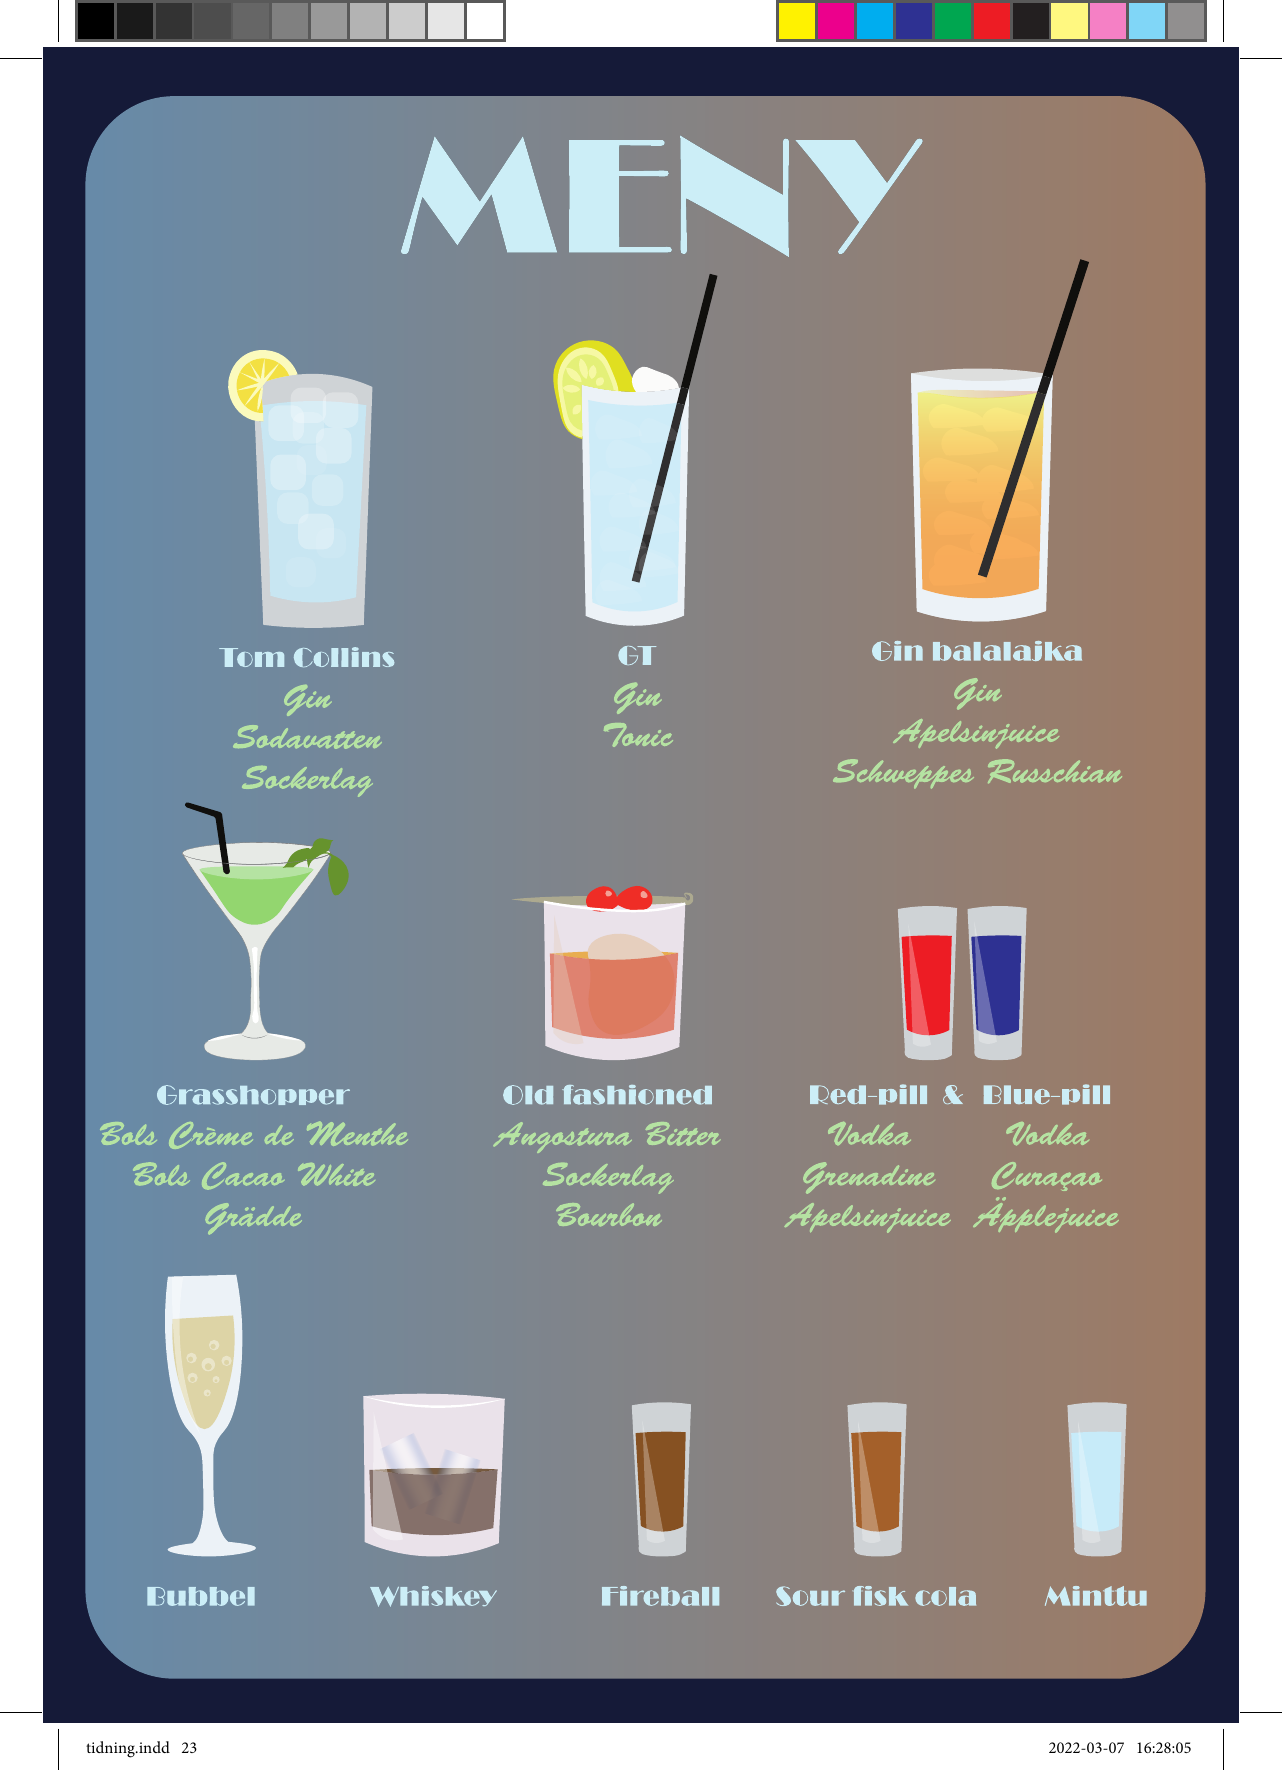 MENY
Tom Collins
Gin
Sodavatten
Sockerlag
GT
Gin
Tonic
Gin balalajka
Gin
Apelsinjuice
Schweppes Russchian
Grasshopper
Bols Crème de Menthe
Bols Cacao White
Grädde
Old fashioned
Angostura Bitter
Sockerlag
Bourbon
Red-pill & Blue-pill
Vodka Vodka
Grenadine Curaçao
Apelsinjuice Äpplejuice
Bubbel
Whiskey
Fireball
Sour fisk cola
Minttu
tidning.indd 23
2022-03-07 16:28:05